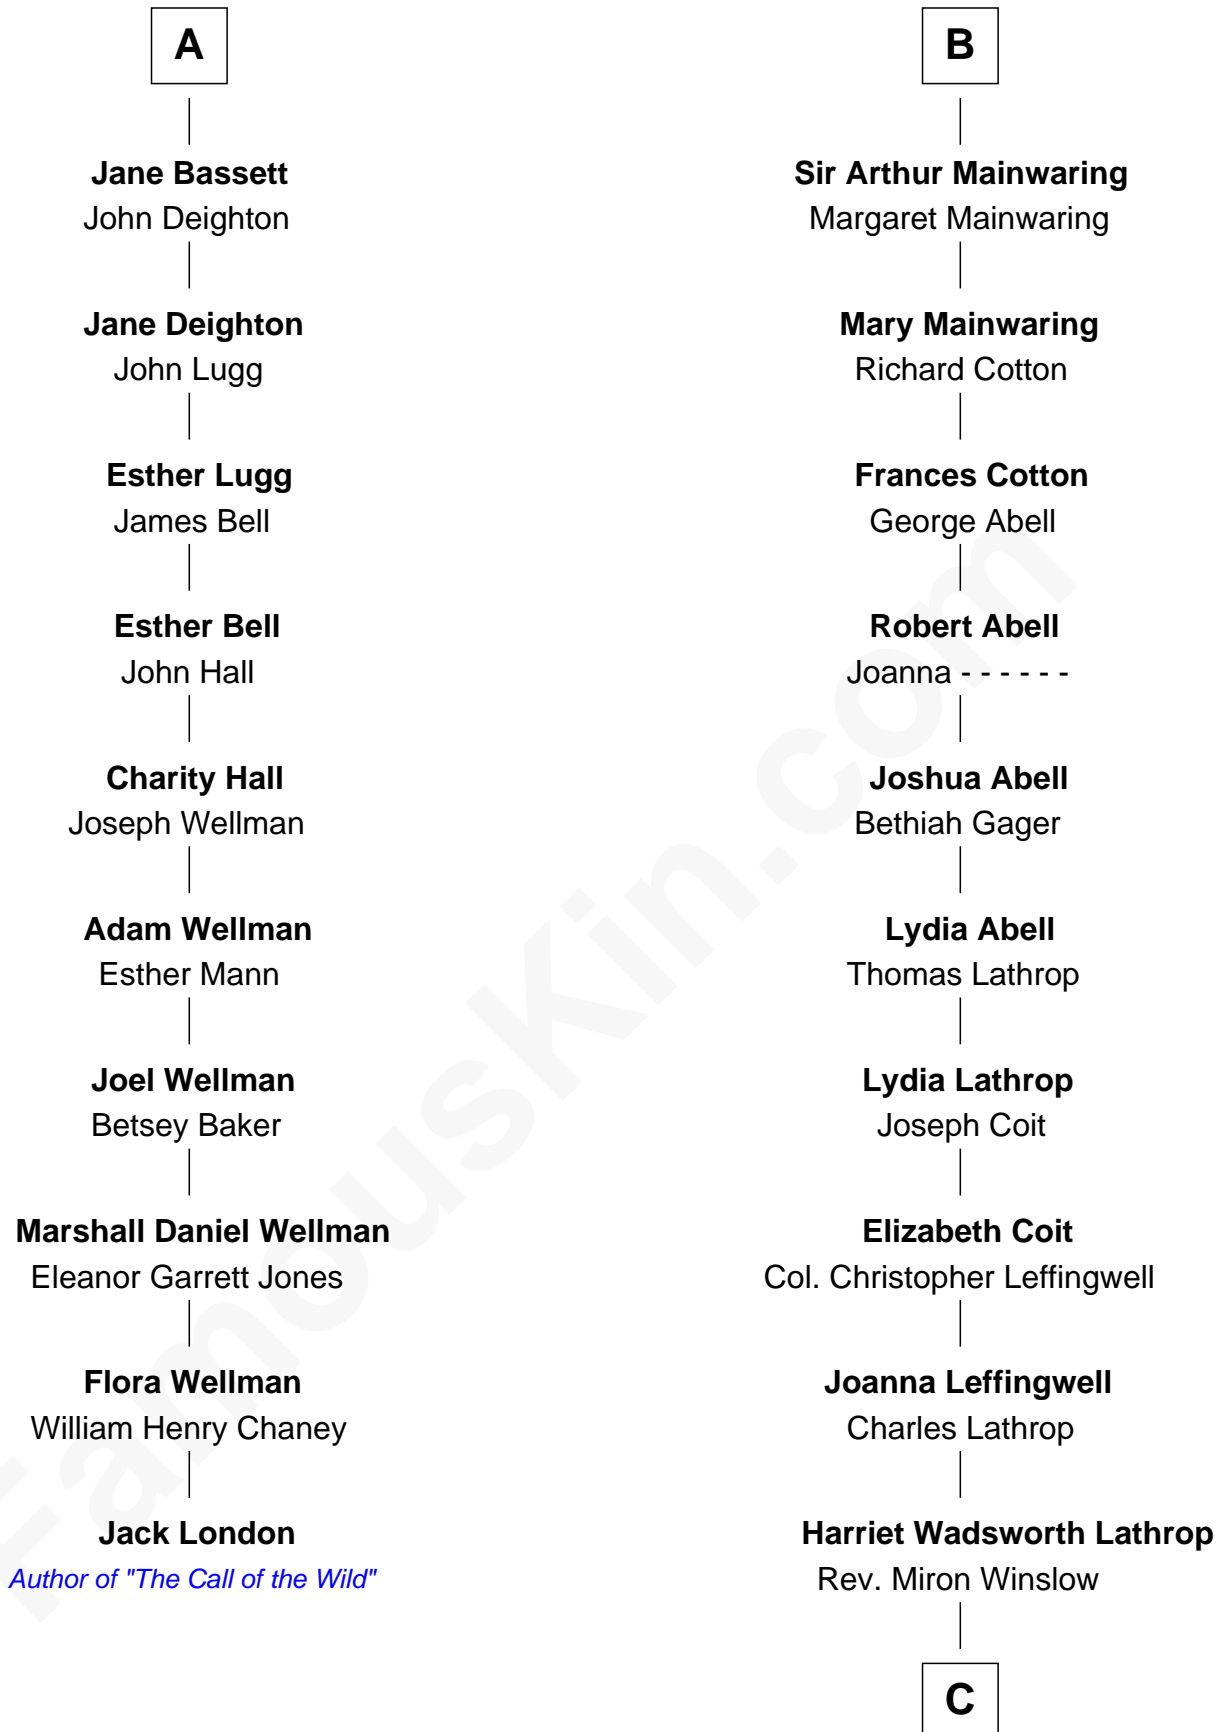 A
Jane Bassett
John Deighton
Jane Deighton
John Lugg
Esther Lugg
James Bell
Esther Bell
John Hall
Charity Hall
Joseph Wellman
Adam Wellman
Esther Mann
Joel Wellman
Betsey Baker
Marshall Daniel Wellman
Eleanor Garrett Jones
Flora Wellman
William Henry Chaney
Jack London
Author of "The Call of the Wild"
B
Sir Arthur Mainwaring
Margaret Mainwaring
Mary Mainwaring
Richard Cotton
Frances Cotton
George Abell
Robert Abell
Joanna - - - - - -
Joshua Abell
Bethiah Gager
Lydia Abell
Thomas Lathrop
Lydia Lathrop
Joseph Coit
Elizabeth Coit
Col. Christopher Leffingwell
Joanna Leffingwell
Charles Lathrop
Harriet Wadsworth Lathrop
Rev. Miron Winslow
C
FamousKin.com